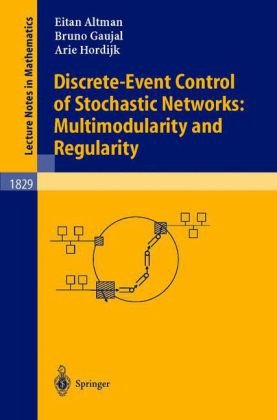 Eitan Altman
Bruno Gaujal
Arie Hordijk
Discrete-Event Control
of Stochastic Networks:
Multimodularity and
Regularity
Lecture Notes in Mathematics
1829
Springer